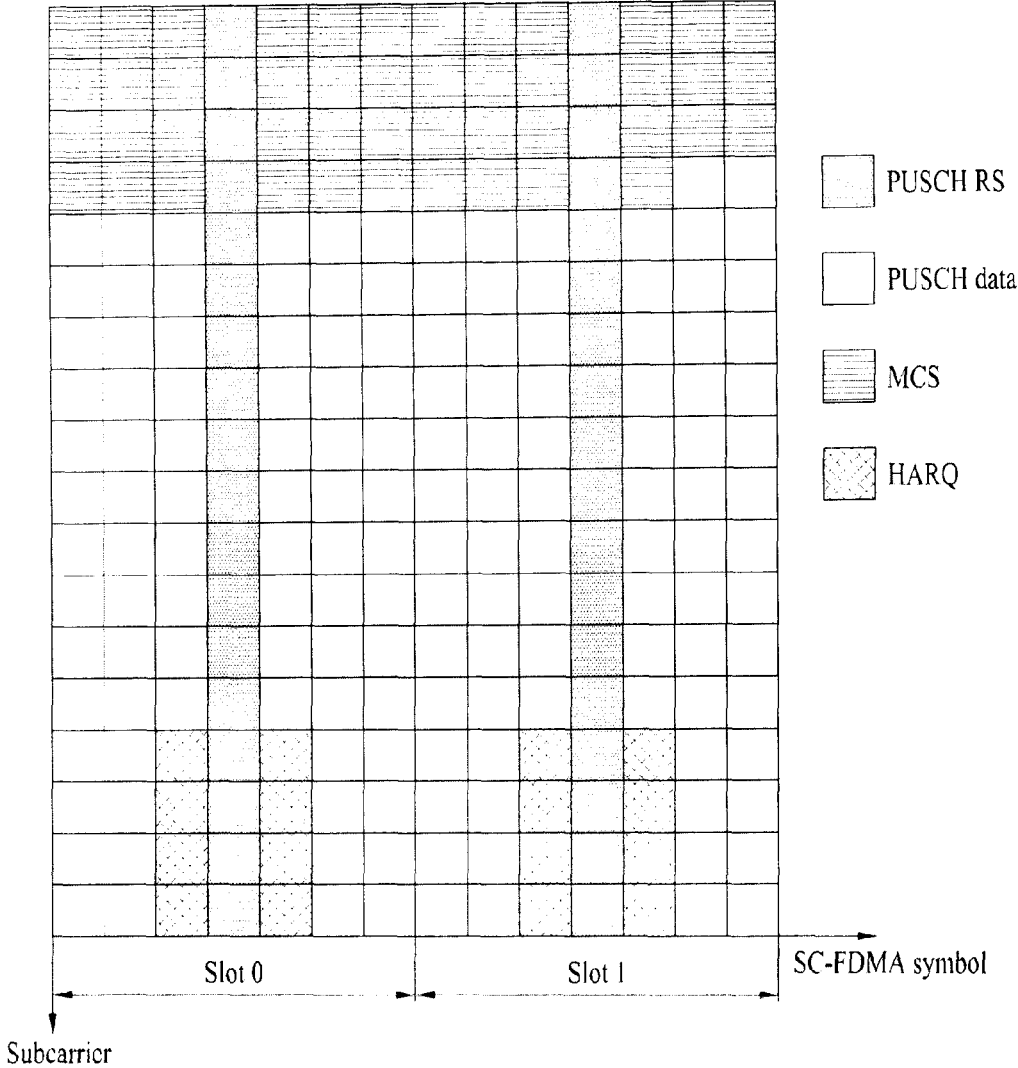 PUSCH RS
PUSCH data
MCS
HARQ
Slot 0
Slot 1
SC-FDMA symbol
Subcarrier